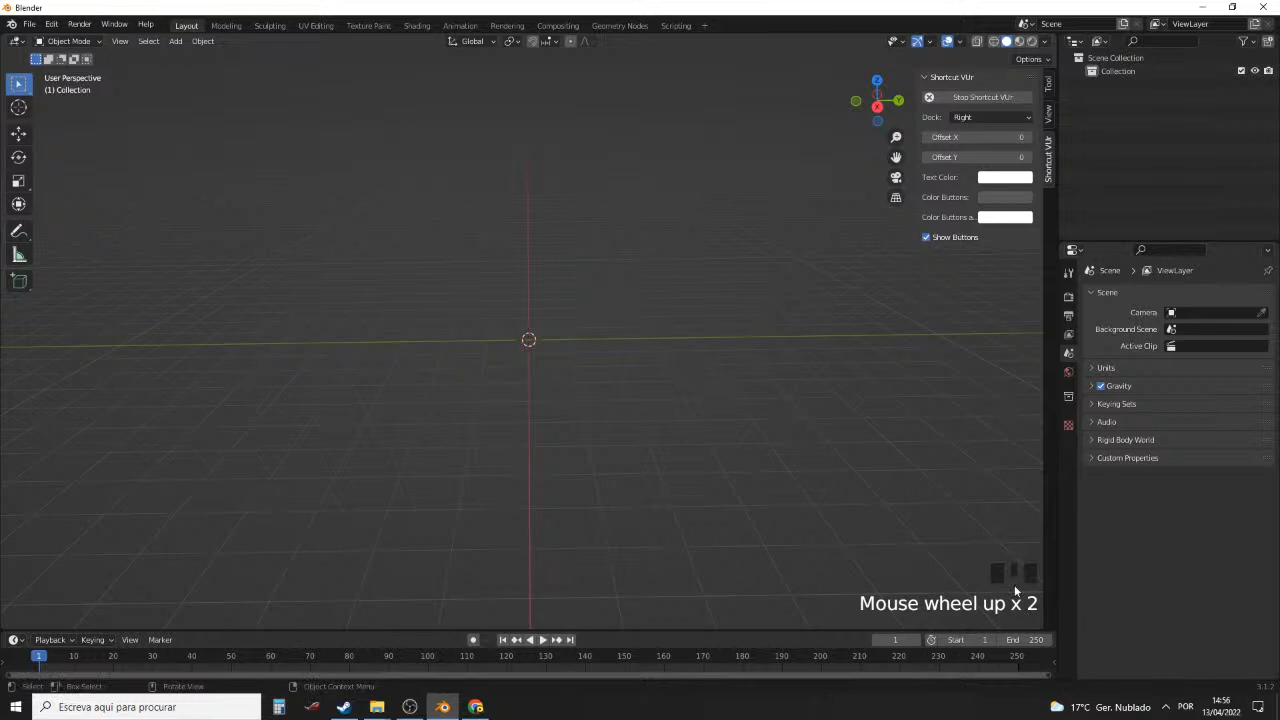 Blender
File Edit Render Window Help
Layout Modeling Sculpting UV Editing Texture Paint Shading Animation Rendering Compositing Geometry Nodes Scripting +
Scene
ViewLayer
Object Mode View Select Add Object
Global
Options
User Perspective
(1) Collection
Z
Y
X
Shortcut VUr
Stop Shortcut VUr
Dock: Right
Offset X 0
Offset Y 0
Text Color:
Color Buttons:
Color Buttons a..
Show Buttons
Tool
View
Shortcut VUr
Scene Collection
Collection
Scene > ViewLayer
Scene
Camera
Background Scene
Active Clip
Units
Gravity
Keying Sets
Audio
Rigid Body World
Custom Properties
Mouse wheel up x 2
Playback Keying View Marker
1
Start 1
End 250
1 10 20 30 40 50 60 70 80 90 100 110 120 130 140 150 160 170 180 190 200 210 220 230 240 250
Select Box Select Rotate View Object Context Menu
3.1.2
Escreva aqui para procurar
17°C Ger. Nublado
POR
14:56
13/04/2022